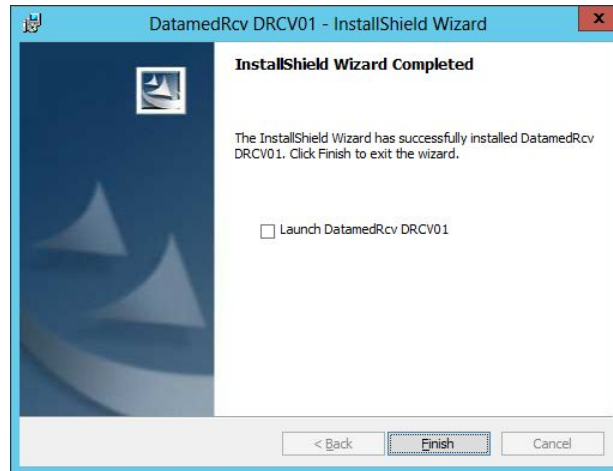 DatamedRcv DRCV01 - InstallShield Wizard
x
InstallShield Wizard Completed
The InstallShield Wizard has successfully installed DatamedRcv
DRCV01. Click Finish to exit the wizard.
Launch DatamedRcv DRCV01
< Back Finish Cancel